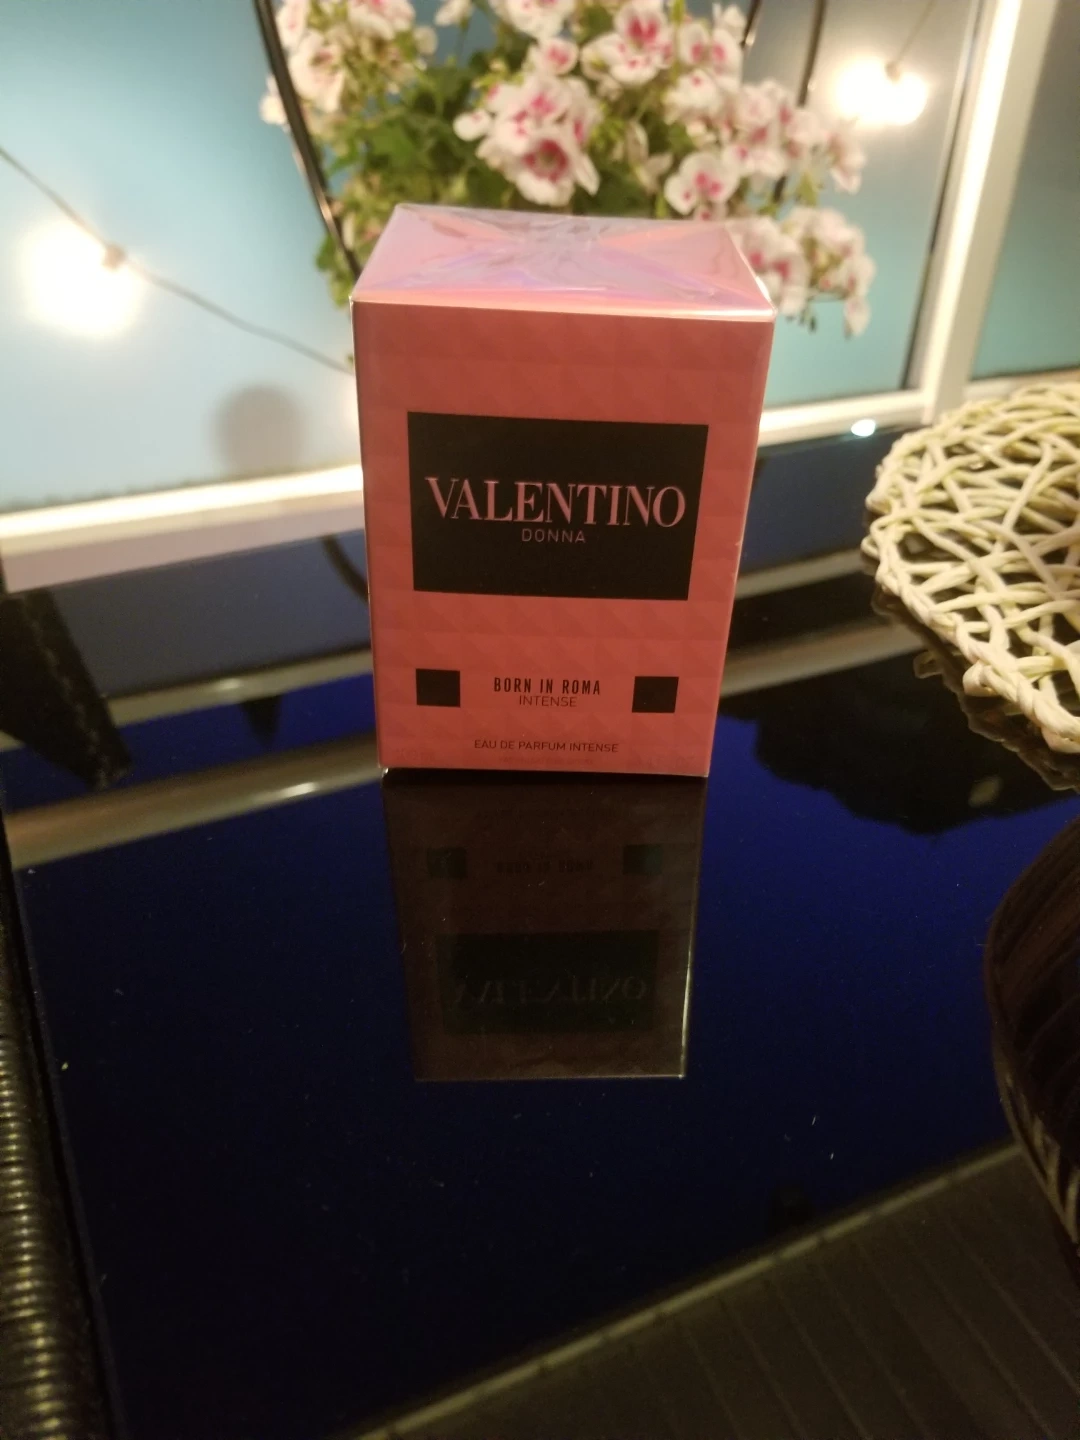 VALENTINO
DONNA
BORN IN ROMA
INTENSE
EAU DE PARFUM INTENSE